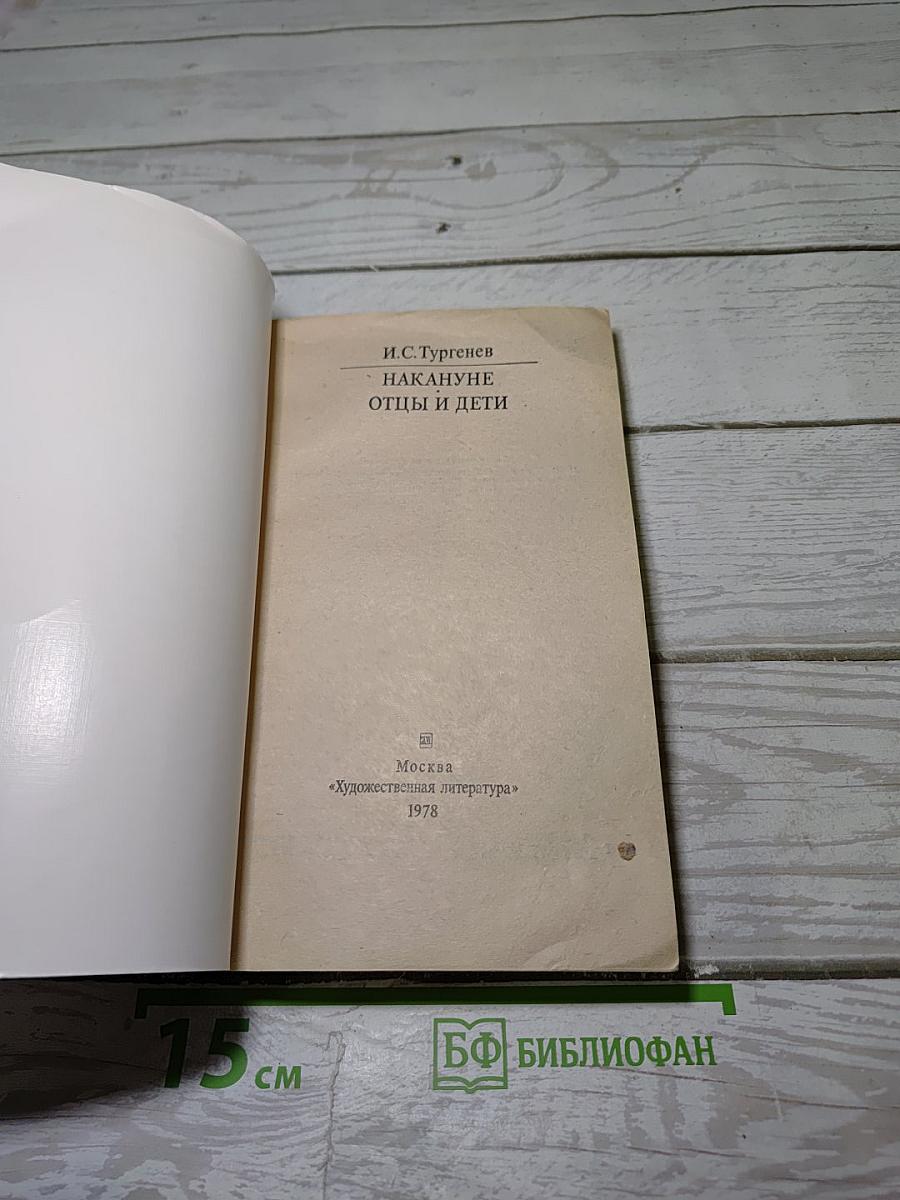 И.С.Тургенев
НАКАНУНЕ
ОТЦЫ И ДЕТИ
Москва
«Художественная литература»
1978
15 см
БФ БИБЛИОФАН